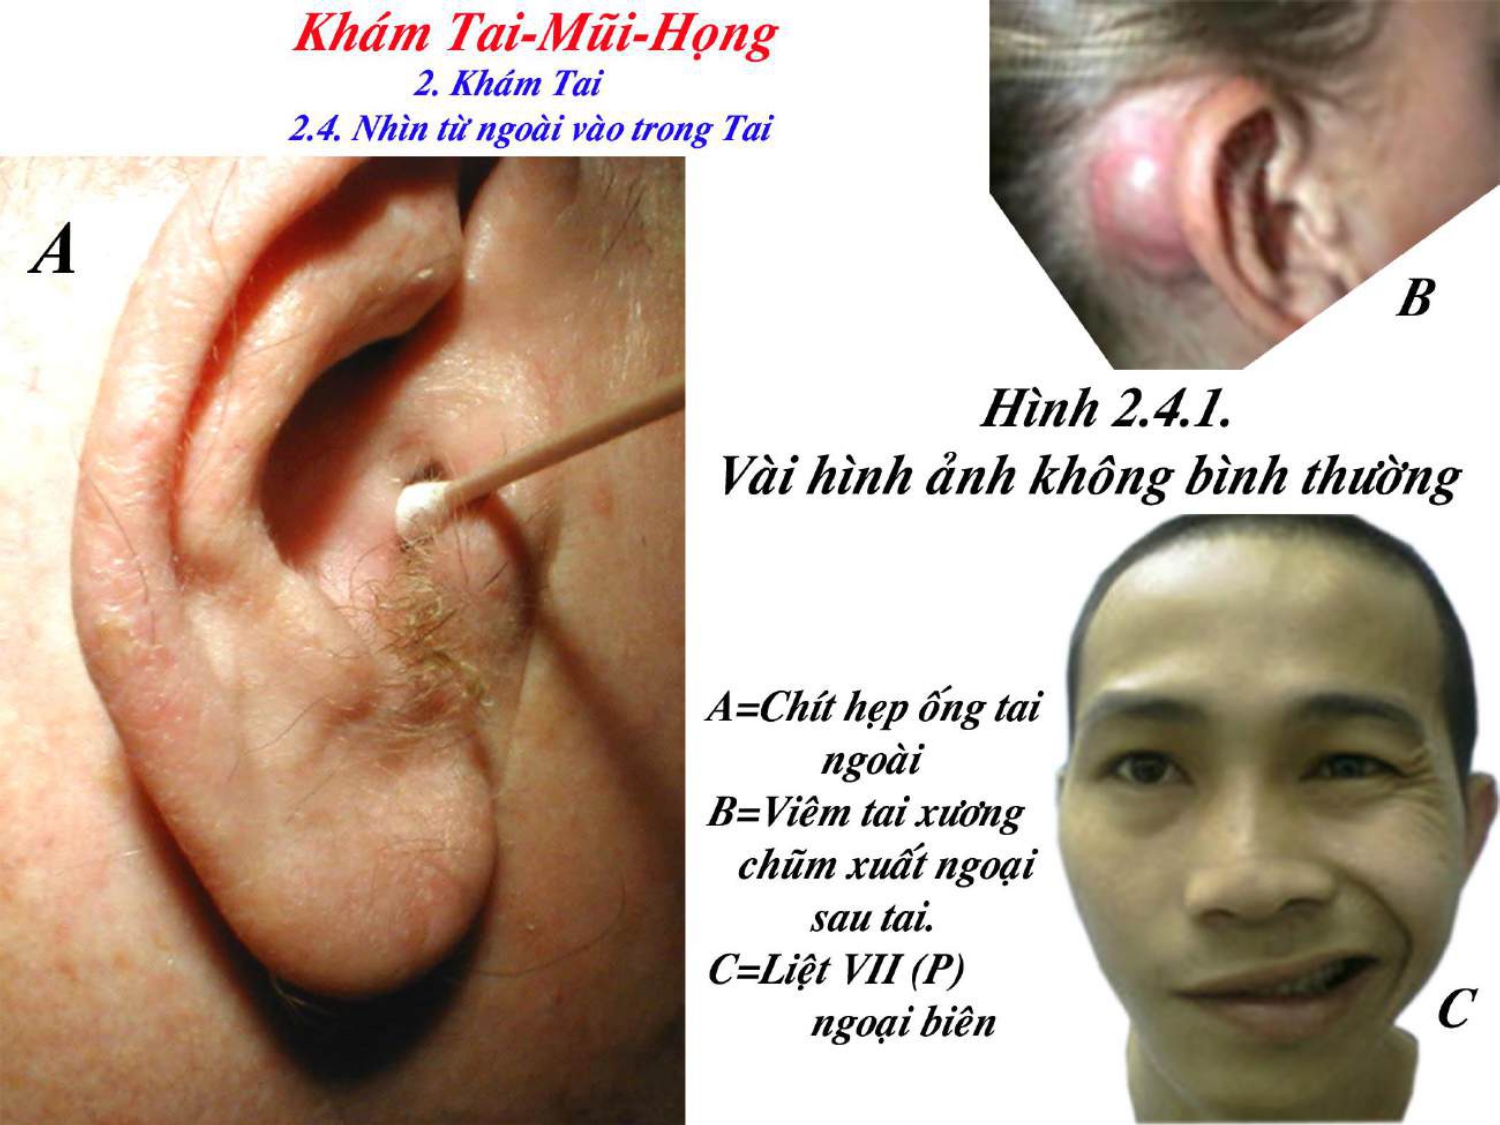 Khám Tai-Mũi-Họng
2. Khám Tai
2.4. Nhìn từ ngoài vào trong Tai
A
B
Hình 2.4.1.
Vài hình ảnh không bình thường
A=Chít hẹp ống tai
ngoài
B=Viêm tai xương
chũm xuất ngoại
sau tai.
C=Liệt VII (P)
ngoại biên
C